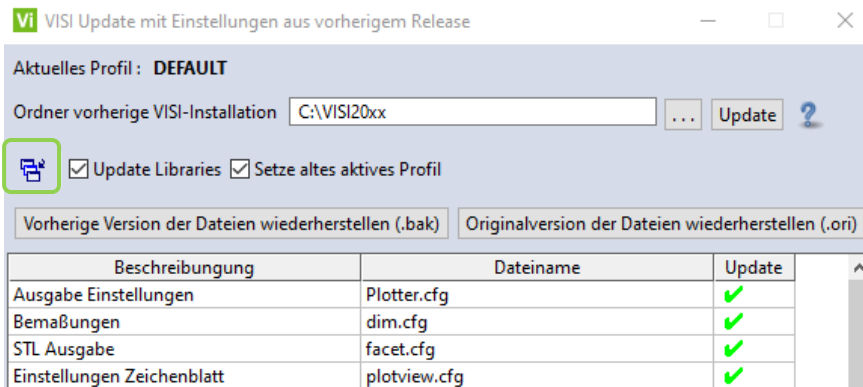 Vi VISI Update mit Einstellungen aus vorherigem Release
Aktuelles Profil : DEFAULT
Ordner vorherige VISI-Installation C:\VISI20xx ... Update ?
Update Libraries Setze altes aktives Profil
Vorherige Version der Dateien wiederherstellen (.bak) Originalversion der Dateien wiederherstellen (.ori)
Beschreibungung Dateiname Update
Ausgabe Einstellungen Plotter.cfg
Bemaßungen dim.cfg
STL Ausgabe facet.cfg
Einstellungen Zeichenblatt plotview.cfg